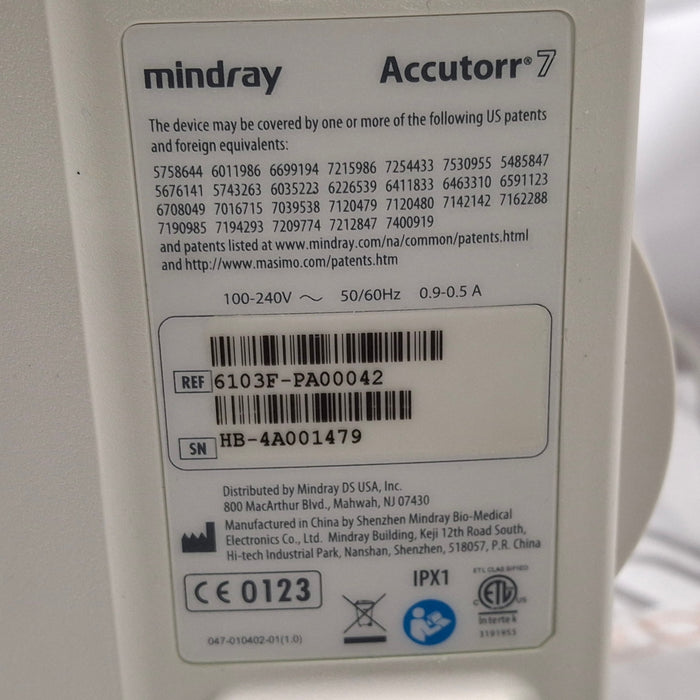 mindray Accutorr® 7
The device may be covered by one or more of the following US patents
and foreign equivalents:
5758644 6011986 6699194 7215986 7254433 7530955 5485847
5676141 5743263 6035223 6226539 6411833 6463310 6591123
6708049 7016715 7039538 7120479 7120480 7142142 7162288
7190985 7194293 7209774 7212847 7400919
and patents listed at www.mindray.com/na/common/patents.html
and http://www.masimo.com/patents.htm
100-240V ~ 50/60Hz 0.9-0.5 A
REF 6103F-PA00042
SN HB-4A001479
Distributed by Mindray DS USA, Inc.
800 MacArthur Blvd., Mahwah, NJ 07430
Manufactured in China by Shenzhen Mindray Bio-Medical
Electronics Co., Ltd. Mindray Building, Keji 12th Road South,
Hi-tech Industrial Park, Nanshan, Shenzhen, 518057, P.R. China
CE 0123
IPX1
ETL CLASSIFIED
C ETL US
Intertek
3191953
047-010402-01(1.0)